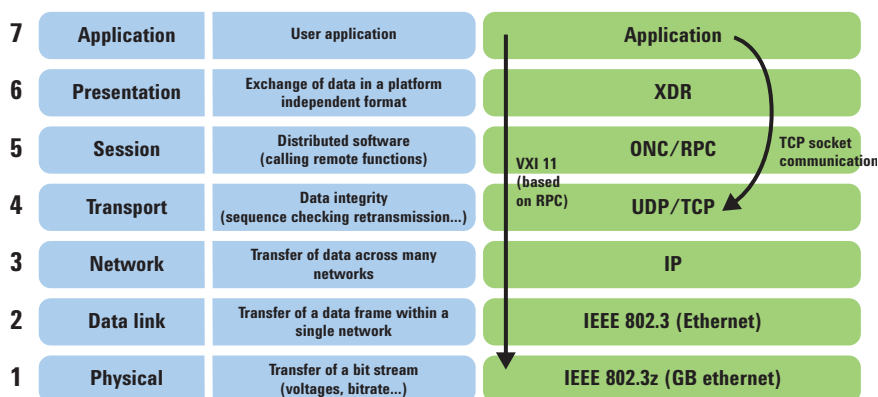 7 Application User application Application
6 Presentation Exchange of data in a platform
independent format XDR
5 Session Distributed software
(calling remote functions) ONC/RPC
TCP socket
communication
VXI 11
(based
on RPC)
4 Transport Data integrity
(sequence checking retransmission...) UDP/TCP
3 Network Transfer of data across many
networks IP
2 Data link Transfer of a data frame within a
single network IEEE 802.3 (Ethernet)
1 Physical Transfer of a bit stream
(voltages, bitrate...) IEEE 802.3z (GB ethernet)